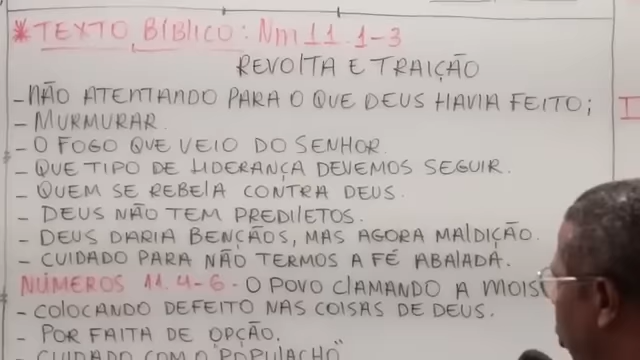 *TEXTO BÍBLICO: Nm 11. 1-3
REVOLTA E TRAIÇÃO
- NÃO ATENTANDO PARA O QUE DEUS HAVIA FEITO;
- MURMURAR.
- O FOGO QUE VEIO DO SENHOR.
- QUE TIPO DE LIDERANÇA DEVEMOS SEGUIR.
- QUEM SE REBELA CONTRA DEUS.
- DEUS NÃO TEM PREDILETOS.
- DEUS DARIA BENÇÃOS, MAS AGORA MALDIÇÃO.
- CUIDADO PARA NÃO TERMOS A FÉ ABALADA.
NÚMEROS 11. 4-6 - O POVO CLAMANDO A MOIS
- COLOCANDO DEFEITO NAS COISAS DE DEUS.
- POR FALTA DE OPÇÃO.
- CUIDADO COM O "POPULACHO"